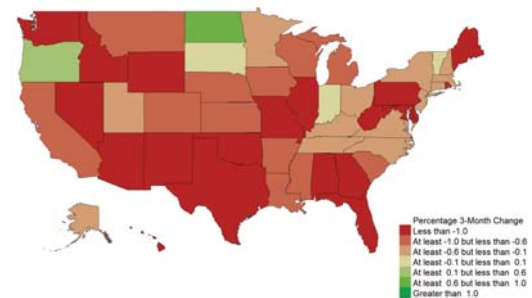 Percentage 3-Month Change
Less than -1.0
At least -1.0 but less than -0.6
At least -0.6 but less than -0.1
At least -0.1 but less than 0.1
At least 0.1 but less than 0.6
At least 0.6 but less than 1.0
Greater than 1.0